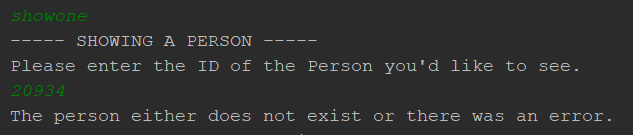 showone
----- SHOWING A PERSON -----
Please enter the ID of the Person you'd like to see.
20934
The person either does not exist or there was an error.